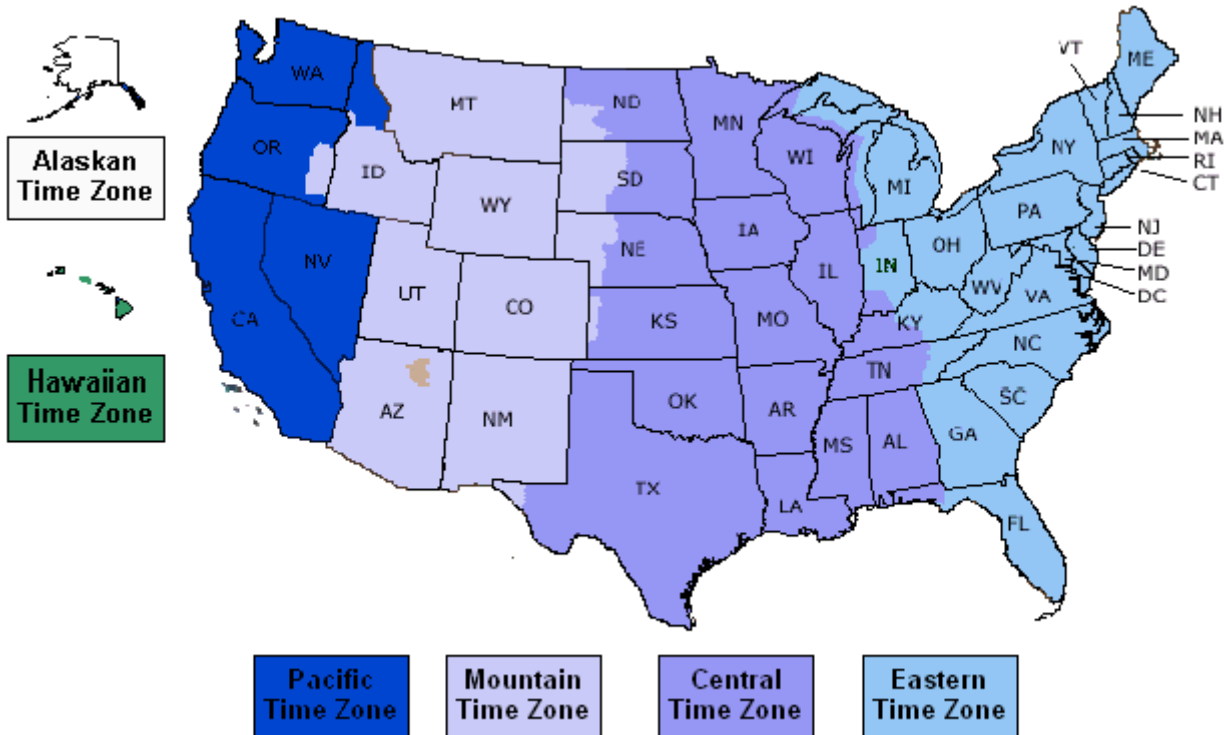 VT
ME
WA
MT
ND
MN
NH
MA
OR
NY
RI
ID
WI
CT
Alaskan
Time Zone
SD
MI
WY
PA
NJ
IA
OH
DE
NE
NV
IN
IL
MD
WV
VA
DC
UT
CO
CA
KS
MO
KY
NC
TN
Hawaiian
Time Zone
SC
AZ
OK
AR
NM
GA
MS
AL
TX
LA
FL
Pacific
Time Zone
Mountain
Time Zone
Central
Time Zone
Eastern
Time Zone